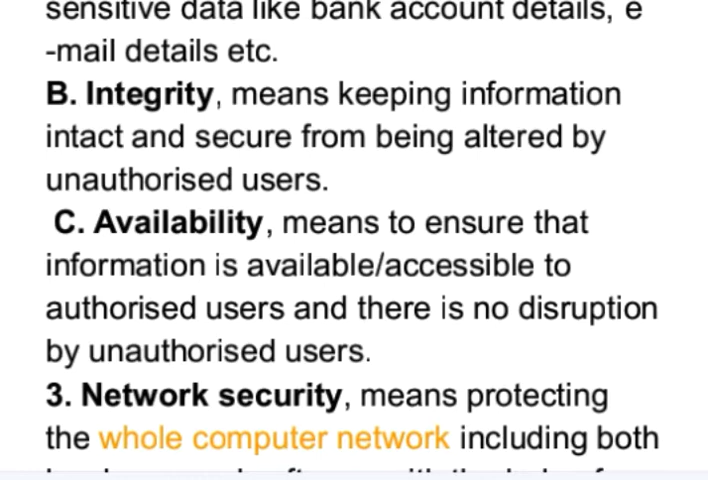 sensitive data like bank account details, e
-mail details etc.
B. Integrity, means keeping information
intact and secure from being altered by
unauthorised users.
C. Availability, means to ensure that
information is available/accessible to
authorised users and there is no disruption
by unauthorised users.
3. Network security, means protecting
the whole computer network including both